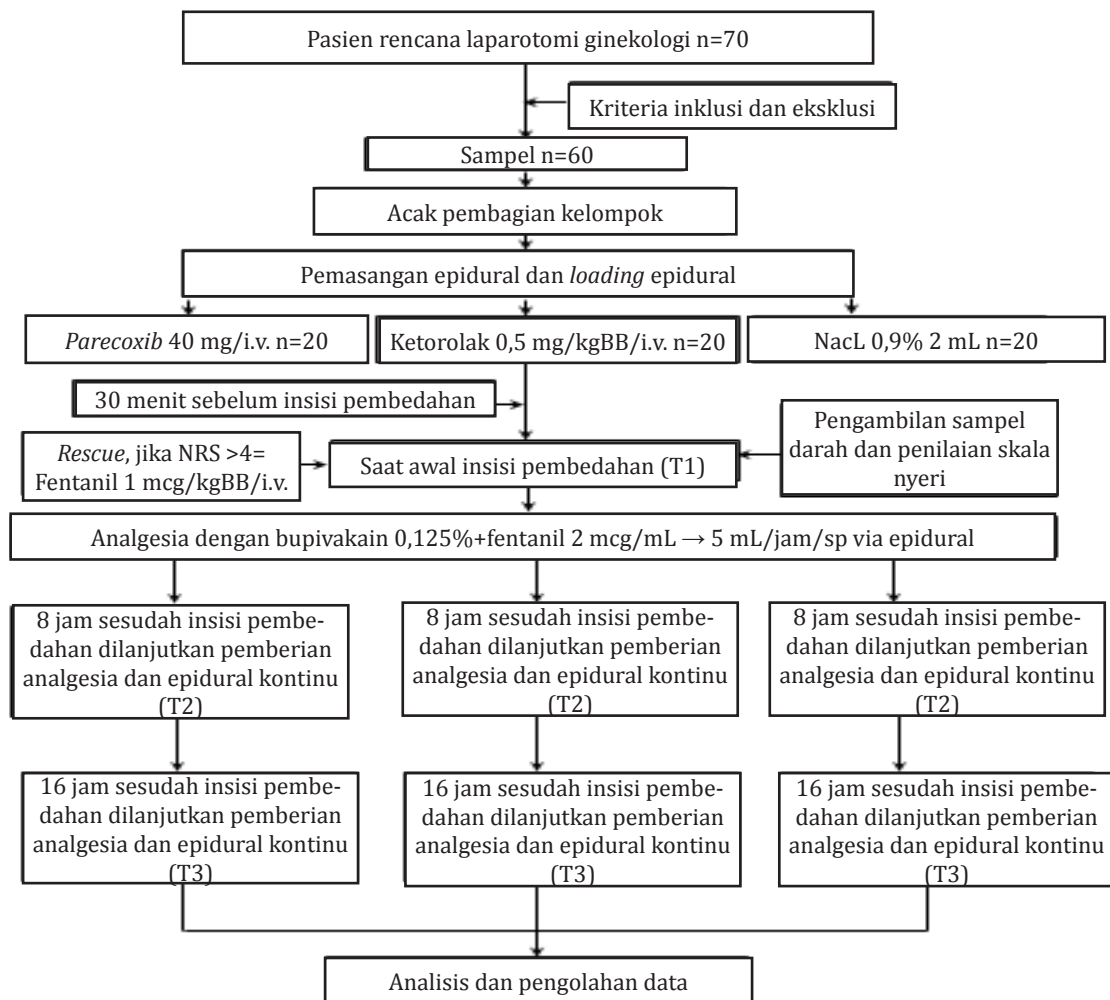 Pasien rencana laparotomi ginekologi n=70
Kriteria inklusi dan eksklusi
Sampel n=60
Acak pembagian kelompok
Pemasangan epidural dan loading epidural
Parecoxib 40 mg/i.v. n=20
Ketorolak 0,5 mg/kgBB/i.v. n=20
NacL 0,9% 2 mL n=20
30 menit sebelum insisi pembedahan
Rescue, jika NRS >4=
Fentanil 1 mcg/kgBB/i.v.
Saat awal insisi pembedahan (T1)
Pengambilan sampel
darah dan penilaian skala
nyeri
Analgesia dengan bupivakain 0,125%+fentanil 2 mcg/mL → 5 mL/jam/sp via epidural
8 jam sesudah insisi pembe-
dahan dilanjutkan pemberian
analgesia dan epidural kontinu
(T2)
8 jam sesudah insisi pembe-
dahan dilanjutkan pemberian
analgesia dan epidural kontinu
(T2)
8 jam sesudah insisi pembe-
dahan dilanjutkan pemberian
analgesia dan epidural kontinu
(T2)
16 jam sesudah insisi pembe-
dahan dilanjutkan pemberian
analgesia dan epidural kontinu
(T3)
16 jam sesudah insisi pembe-
dahan dilanjutkan pemberian
analgesia dan epidural kontinu
(T3)
16 jam sesudah insisi pembe-
dahan dilanjutkan pemberian
analgesia dan epidural kontinu
(T3)
Analisis dan pengolahan data